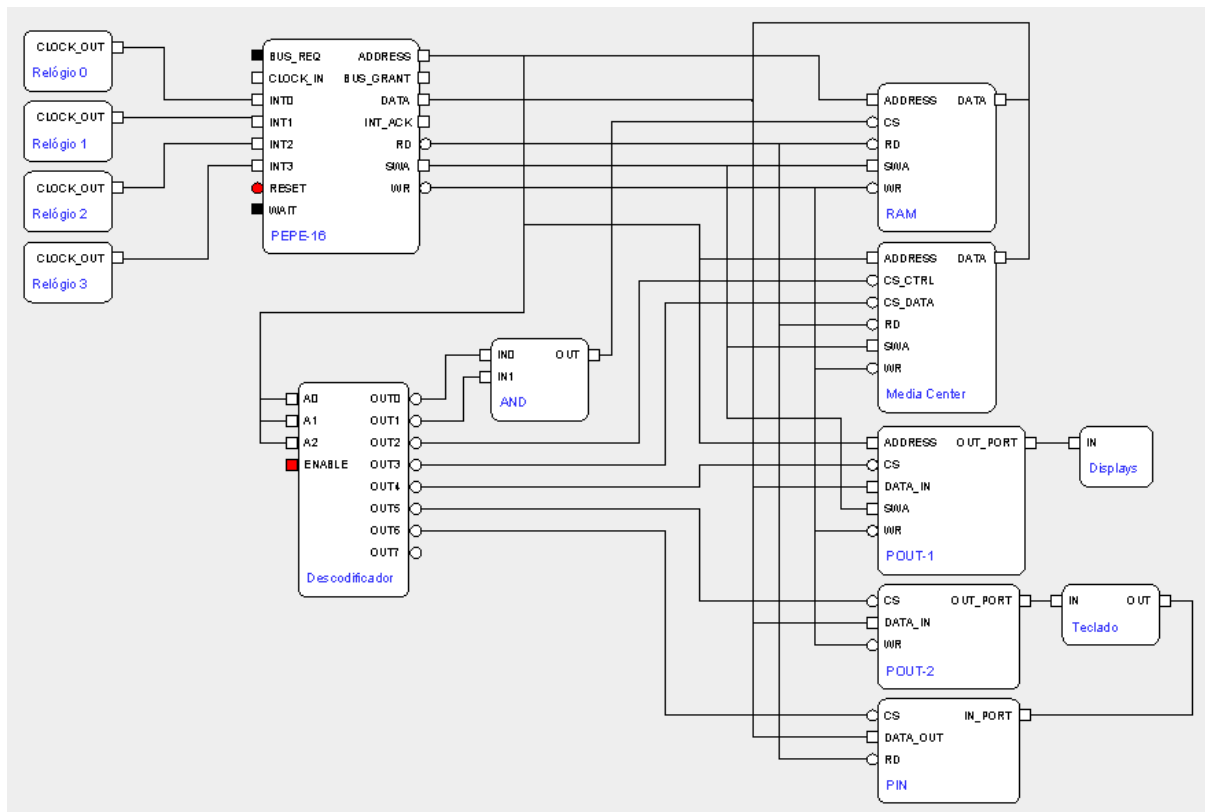 CLOCK_OUT
Relógio 0
CLOCK_OUT
Relógio 1
CLOCK_OUT
Relógio 2
CLOCK_OUT
Relógio 3
BUS_REQ ADDRESS
CLOCK_IN BUS_GRANT
INT0 DATA
INT1 INT_ACK
INT2 RD
INT3 SWA
RESET WR
WAIT
PEPE-16
ADDRESS DATA
CS
RD
SWA
WR
RAM
ADDRESS DATA
CS_CTRL
CS_DATA
RD
SWA
WR
Media Center
IN0 OUT
IN1
AND
A0 OUT0
A1 OUT1
A2 OUT2
ENABLE OUT3
OUT4
OUT5
OUT6
OUT7
Descodificador
ADDRESS OUT_PORT
CS
DATA_IN
SWA
WR
POUT-1
IN
Displays
CS OUT_PORT
DATA_IN
WR
POUT-2
IN OUT
Teclado
CS IN_PORT
DATA_OUT
RD
PIN